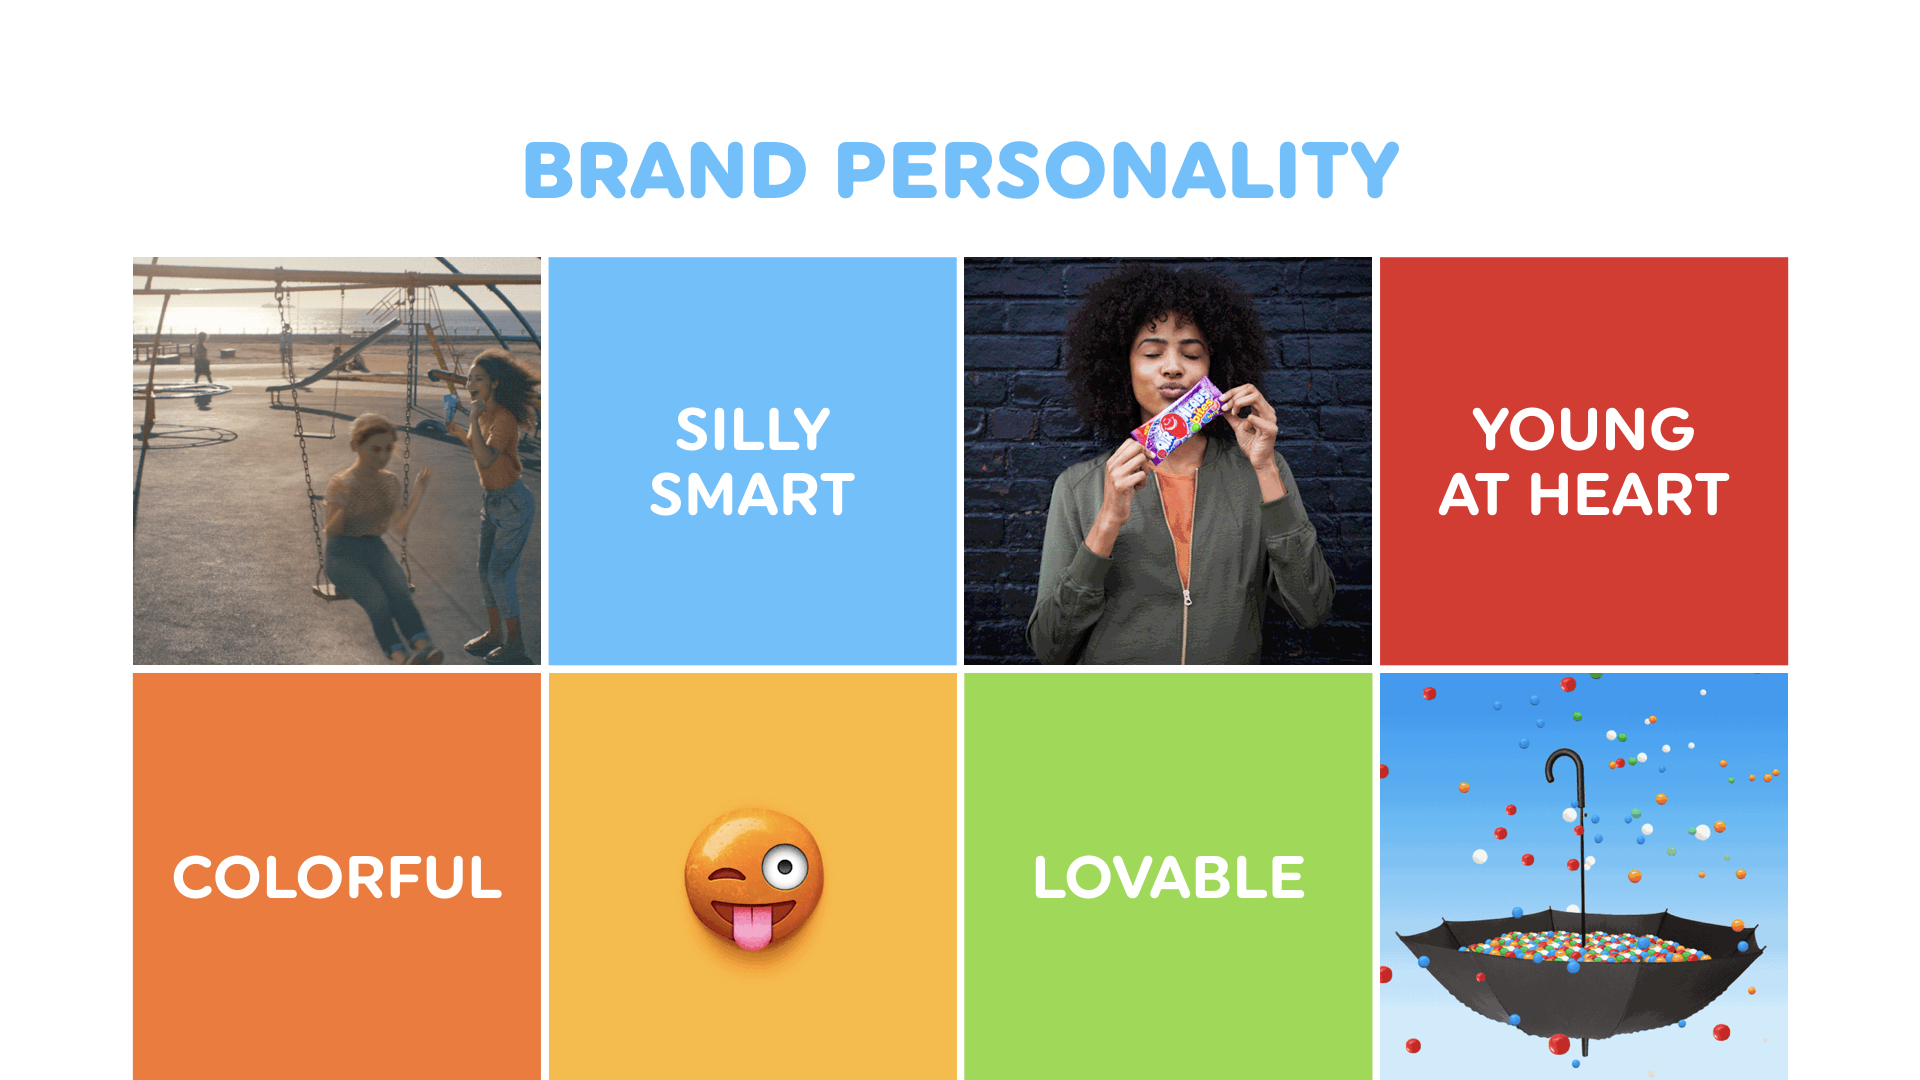 BRAND PERSONALITY
SILLY
SMART
YOUNG
AT HEART
COLORFUL
LOVABLE